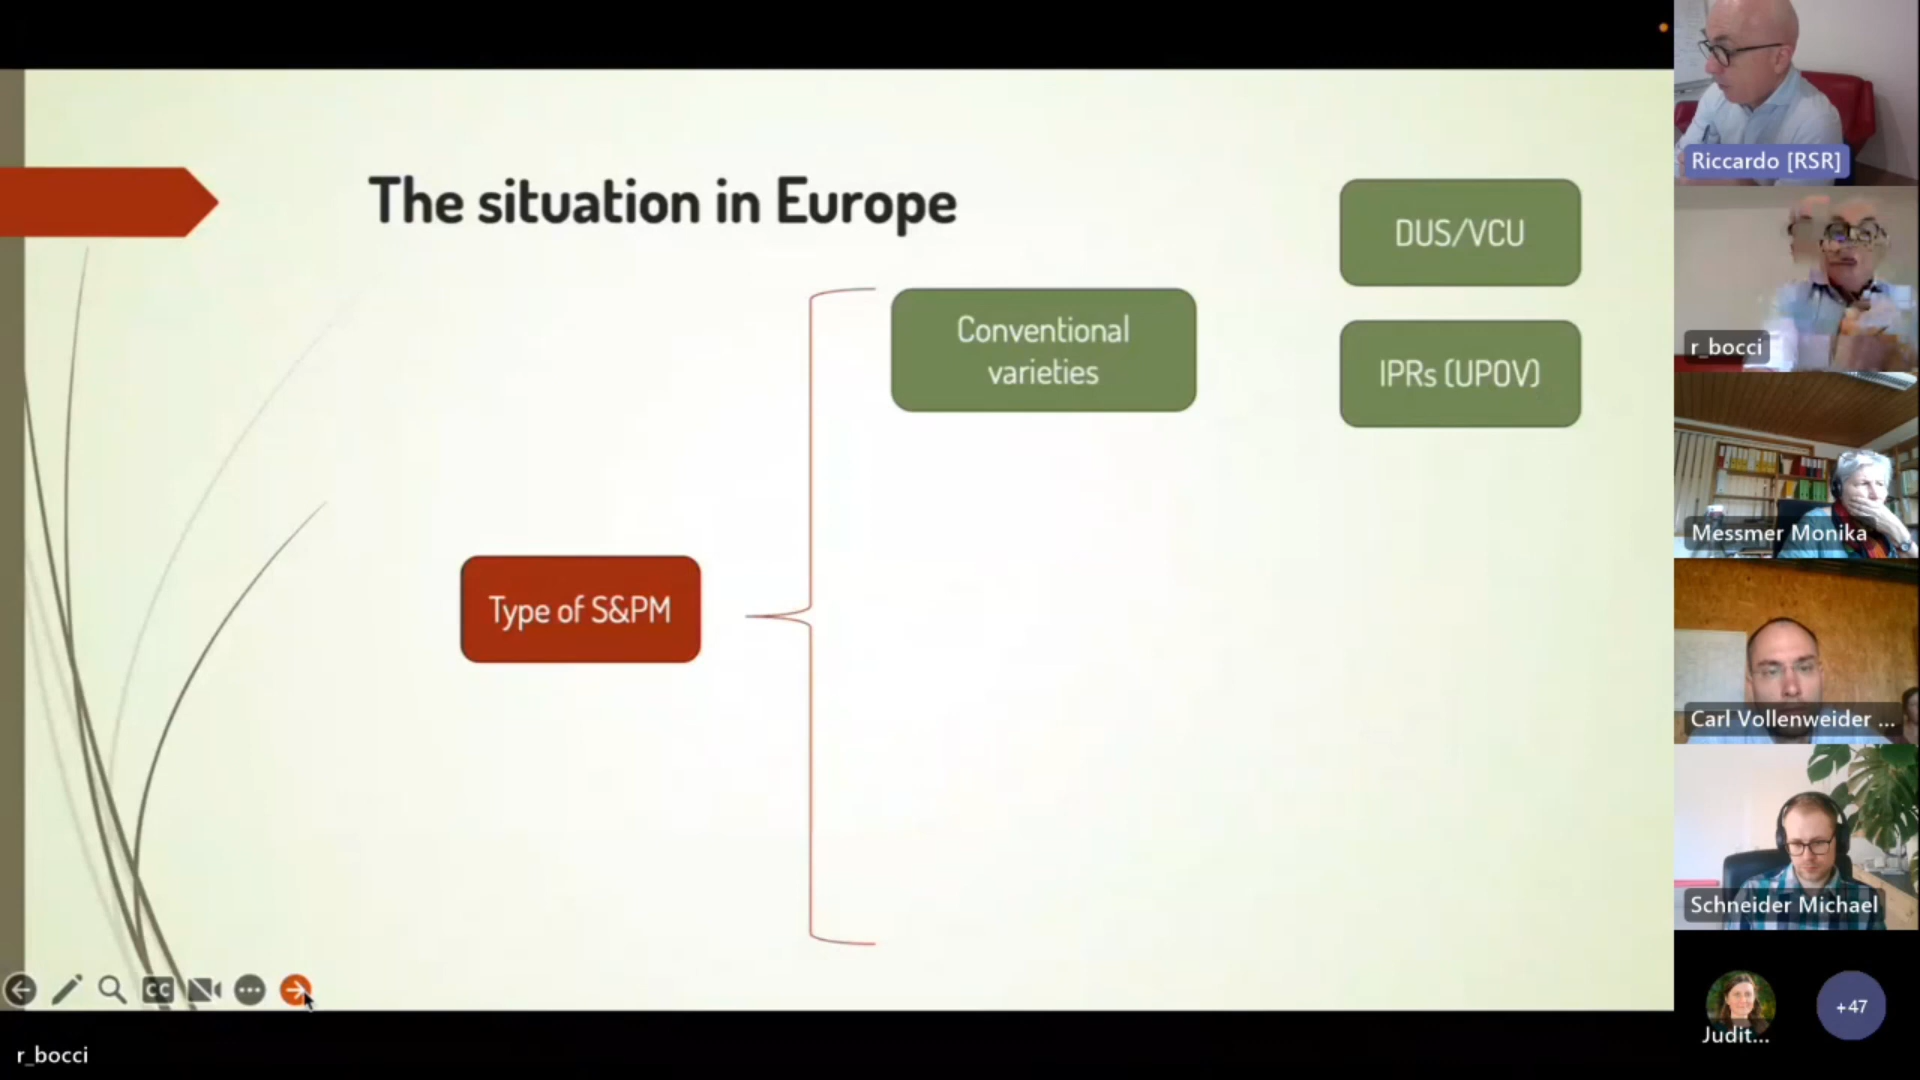 The situation in Europe
DUS/VCU
Conventional
varieties
IPRs (UPOV)
Type of S&PM
CC
r_bocci
Riccardo [RSR]
r_bocci
Messmer Monika
Carl Vollenweider ...
Schneider Michael
Judit...
+47